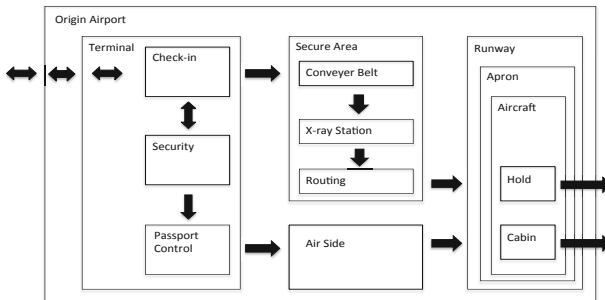 Origin Airport
Terminal
Check-in
Security
Passport
Control
Secure Area
Conveyer Belt
X-ray Station
Routing
Air Side
Runway
Apron
Aircraft
Hold
Cabin